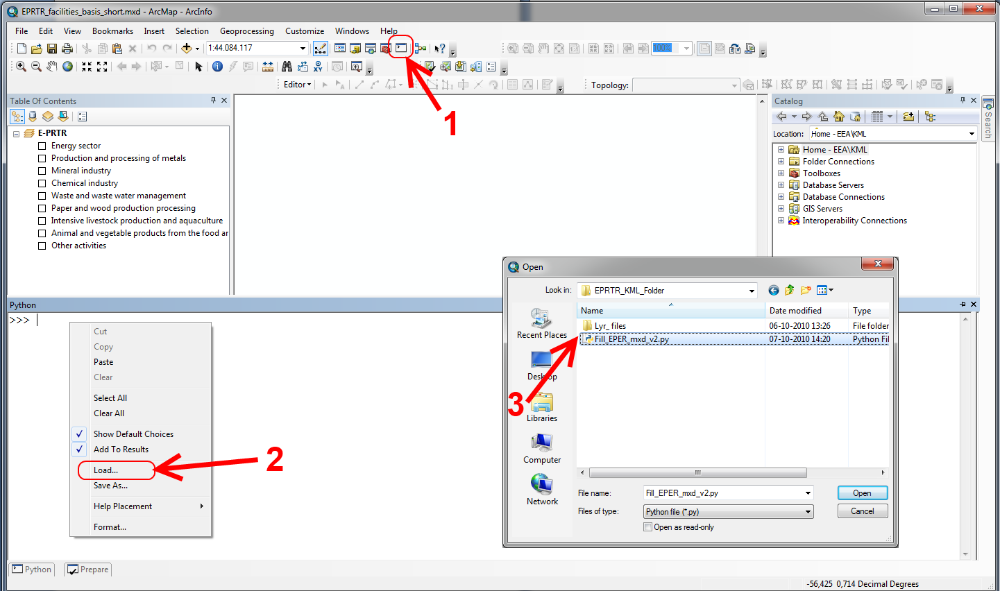 EPRTR_facilities_basis_short.mxd - ArcMap - ArcInfo
File Edit View Bookmarks Insert Selection Geoprocessing Customize Windows Help
1:44.084.117
100%
Editor
Topology:
1
Table Of Contents
E-PRTR
Energy sector
Production and processing of metals
Mineral industry
Chemical industry
Waste and waste water management
Paper and wood production processing
Intensive livestock production and aquaculture
Animal and vegetable products from the food ar
Other activities
Catalog
Location: Home - EEA\KML
Home - EEA\KML
Folder Connections
Toolboxes
Database Servers
Database Connections
GIS Servers
Interoperability Connections
Search
Python
>>>
Cut
Copy
Paste
Clear
Select All
Clear All
Show Default Choices
Add To Results
Load...
Save As...
Help Placement
Format...
2
Open
Look in: EPRTR_KML_Folder
Name Date modified Type
Lyr_ files 06-10-2010 13:26 File folder
Fill_EPER_mxd_v2.py 07-10-2010 14:20 Python Fil
Recent Places
Desktop
Libraries
Computer
Network
3
File name: Fill_EPER_mxd_v2.py
Open
Files of type: Python file (*.py)
Cancel
Open as read-only
Python Prepare
-56,425 0,714 Decimal Degrees